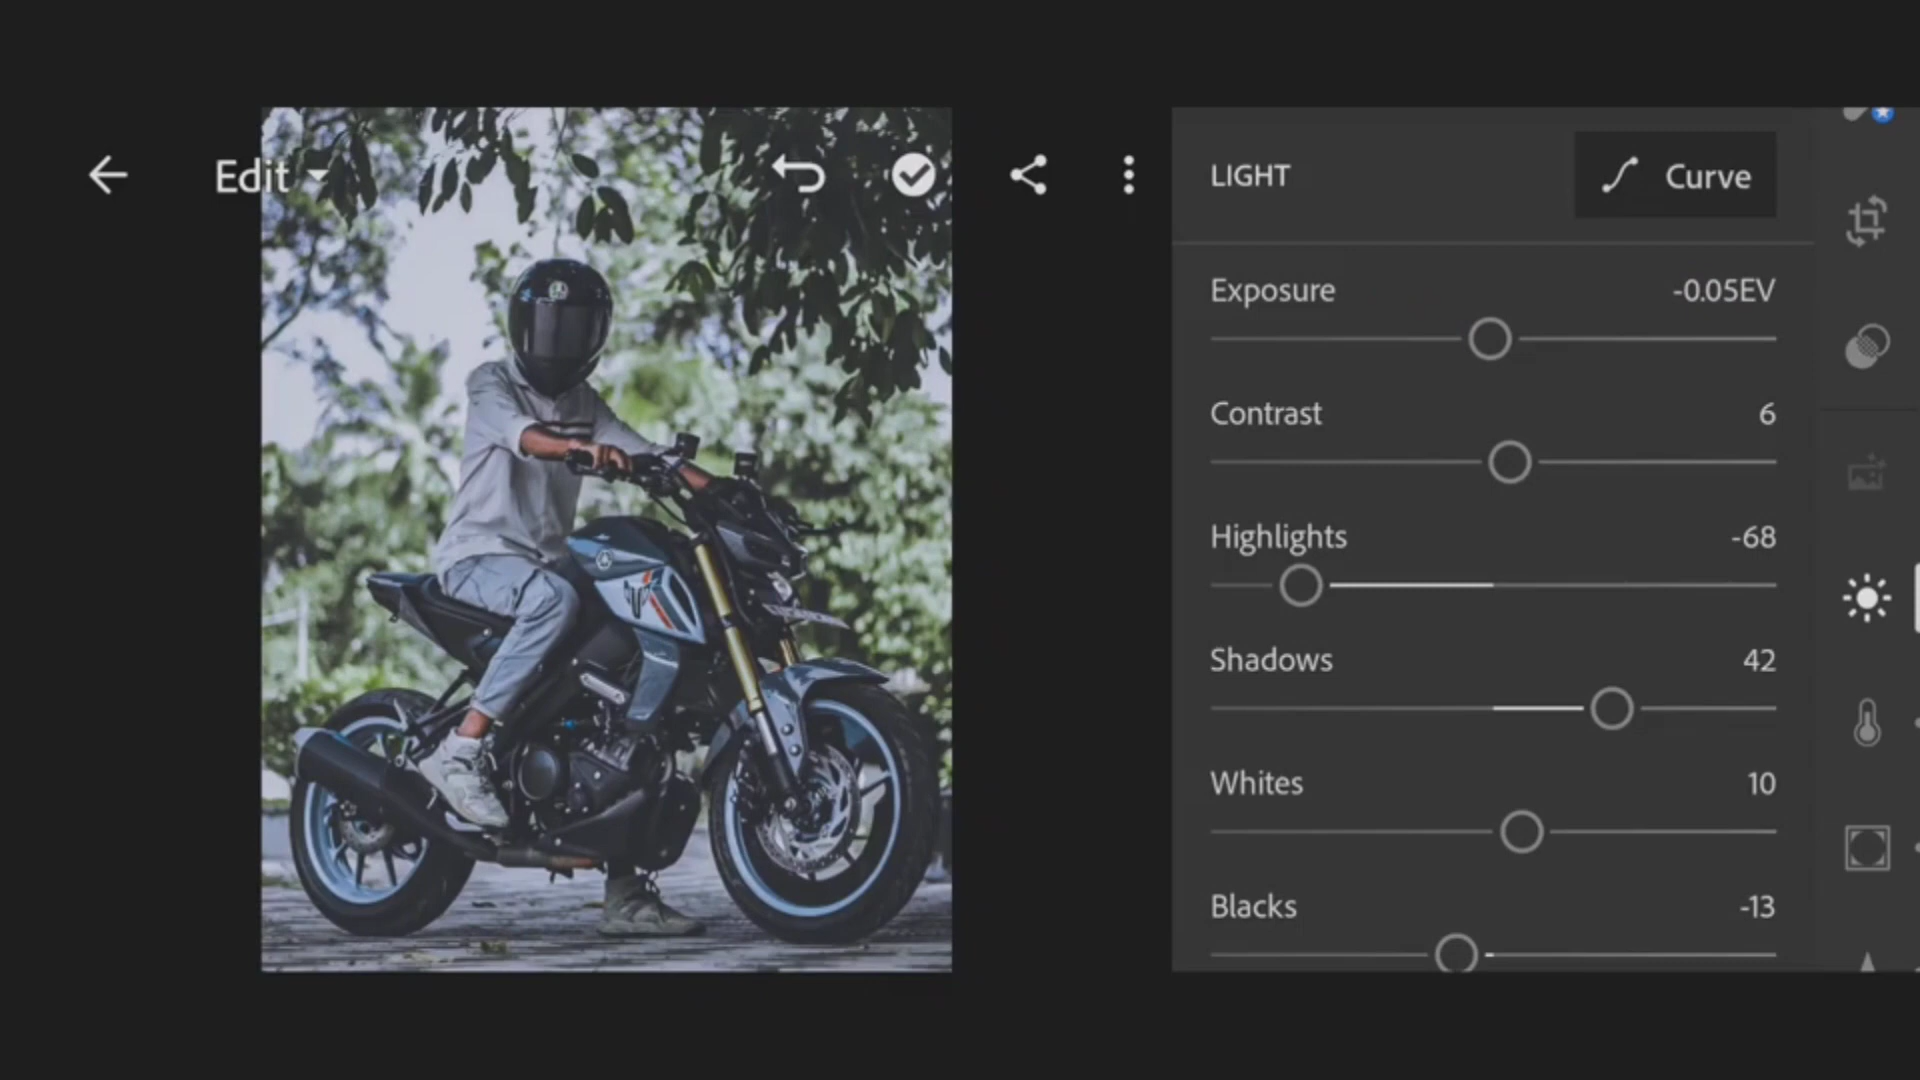 Edit
LIGHT
Curve
Exposure -0.05EV
Contrast 6
Highlights -68
Shadows 42
Whites 10
Blacks -13